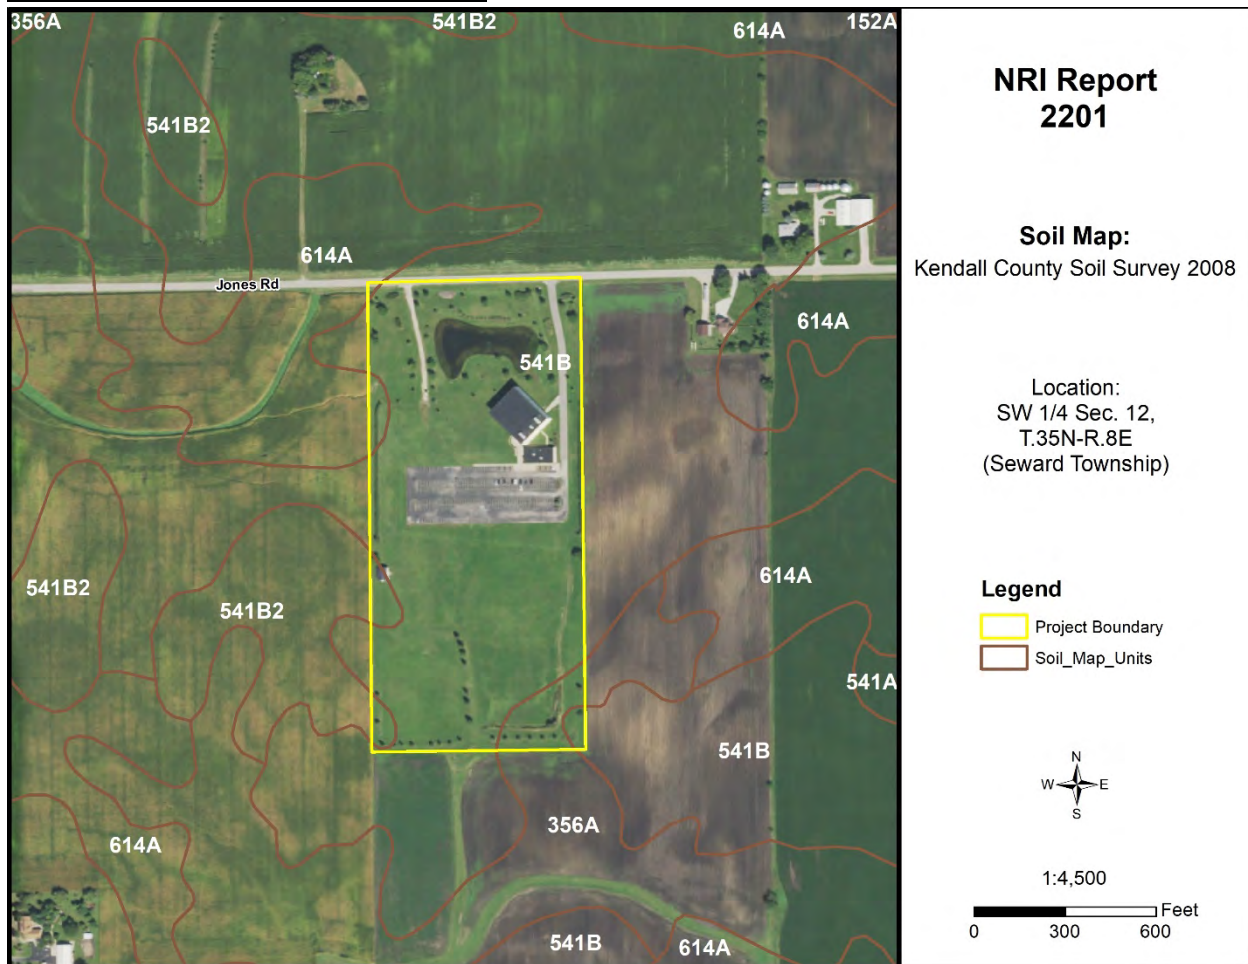 356A
541B2
614A
152A
541B2
614A
Jones Rd
614A
541B
541B2
541B2
614A
541A
541B
356A
614A
541B
614A
NRI Report
2201
Soil Map:
Kendall County Soil Survey 2008
Location:
SW 1/4 Sec. 12,
T.35N-R.8E
(Seward Township)
Legend
Project Boundary
Soil_Map_Units
N
W
E
S
1:4,500
Feet
0
300
600